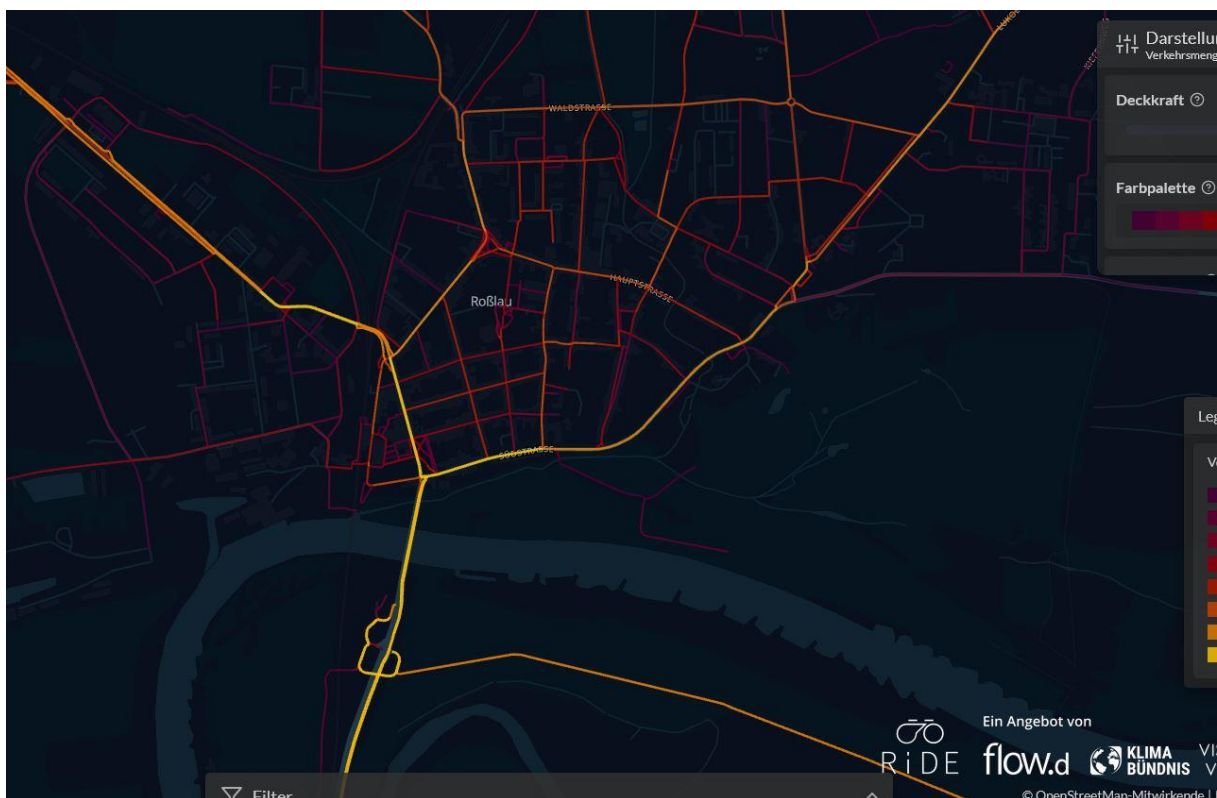 LUKO
Darstellun
Verkehrsmeng
WALDSTRASSE
Deckkraft
Farbpalette
HAUPTSTRASSE
Roßlau
Leg
SÜDSTRASSE
Ein Angebot von
RiDE flow.d KLIMA BÜNDNIS
Filter
© OpenStreetMap-Mitwirkende |